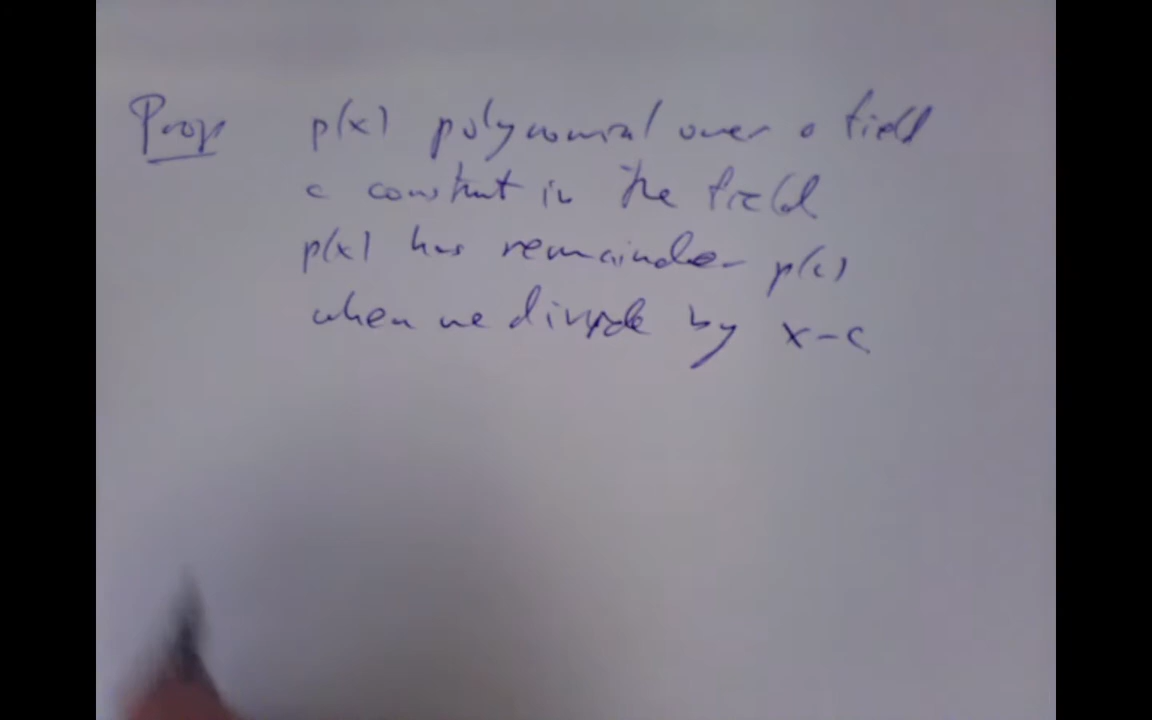 Prop p(x) polynomial over a field
c constant in the field
p(x) has remainder p(c)
when we divide by x-c